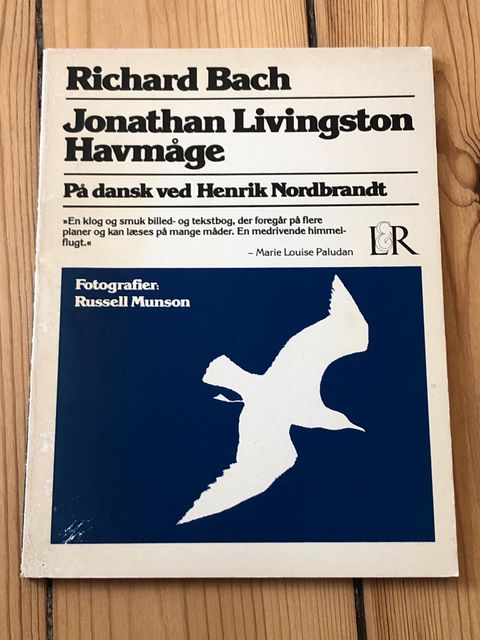 Richard Bach
Jonathan Livingston
Havmåge
På dansk ved Henrik Nordbrandt
»En klog og smuk billed- og tekstbog, der foregår på flere
planer og kan læses på mange måder. En medrivende himmel-
flugt.«
– Marie Louise Paludan
L&R
Fotografier:
Russell Munson